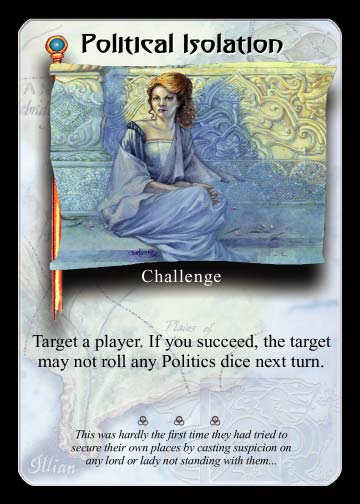 Political Isolation
Challenge
Target a player. If you succeed, the target
may not roll any Politics dice next turn.
Plains of
This was hardly the first time they had tried to
secure their own places by casting suspicion on
any lord or lady not standing with them...
Illian